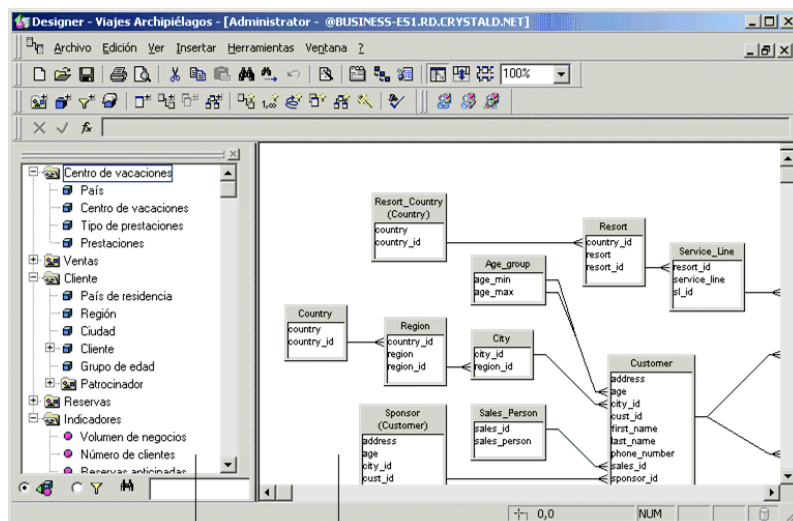 Designer - Viajes Archipiélagos - [Administrator - @BUSINESS-ES1.RD.CRYSTALD.NET]
Archivo Edición Ver Insertar Herramientas Ventana ?
100%
Centro de vacaciones
País
Centro de vacaciones
Tipo de prestaciones
Prestaciones
Ventas
Cliente
País de residencia
Región
Ciudad
Cliente
Grupo de edad
Patrocinador
Reservas
Indicadores
Volumen de negocios
Número de clientes
Reservas anticipadas
Resort_Country
(Country)
country
country_id
Resort
country_id
resort
resort_id
Service_Line
resort_id
service_line
sl_id
Age_group
age_min
age_max
Country
country
country_id
Region
country_id
region
region_id
City
city_id
region_id
Customer
address
age
city_id
cust_id
first_name
last_name
phone_number
sales_id
sponsor_id
Sponsor
(Customer)
address
age
city_id
cust_id
Sales_Person
sales_id
sales_person
0,0
NUM